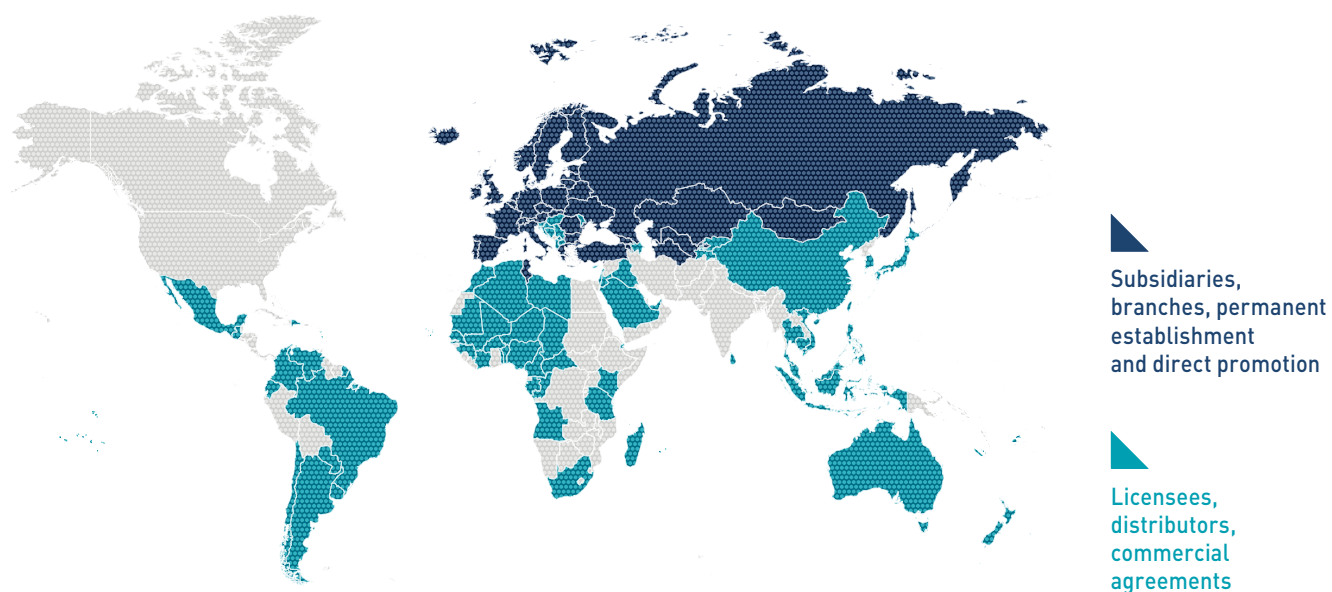 Subsidiaries,
branches, permanent
establishment
and direct promotion
Licensees,
distributors,
commercial
agreements